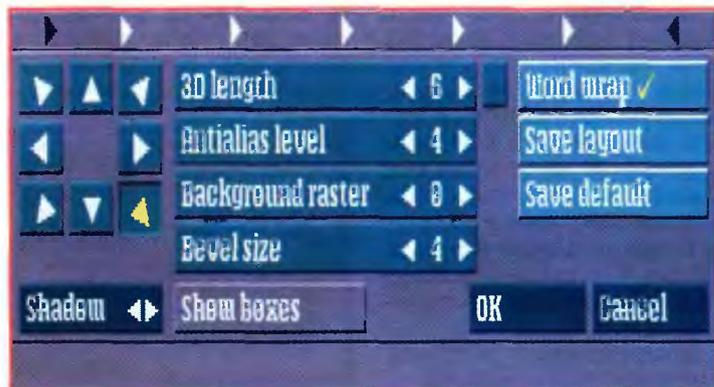 3D length 6
Word wrap ✓
Antialias level 4
Save layout
Background raster 0
Save default
Bevel size 4
Shadow
Show boxes
OK
Cancel